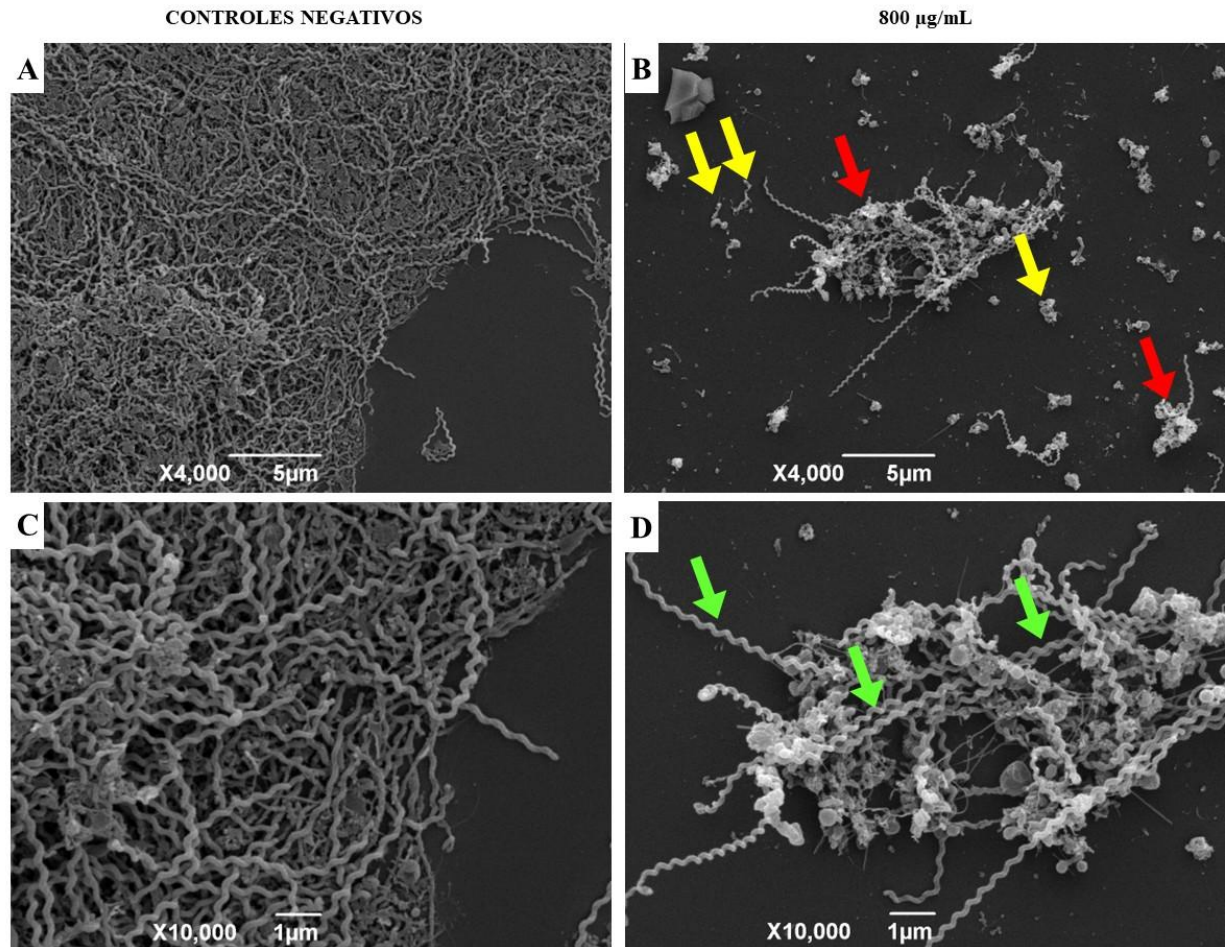 CONTROLES NEGATIVOS
800 µg/mL
A
B
X4,000 5µm
X4,000 5µm
C
D
X10,000 1µm
X10,000 1µm